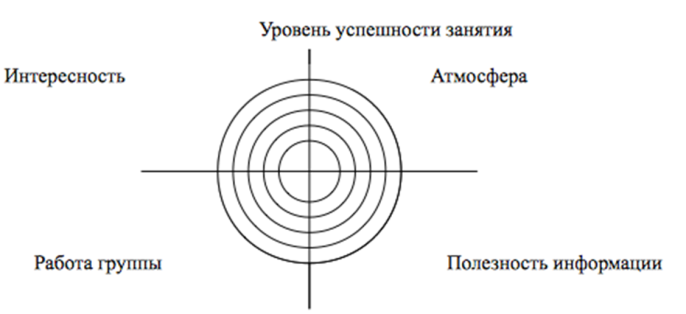 Уровень успешности занятия
Интересность
Атмосфера
Работа группы
Полезность информации